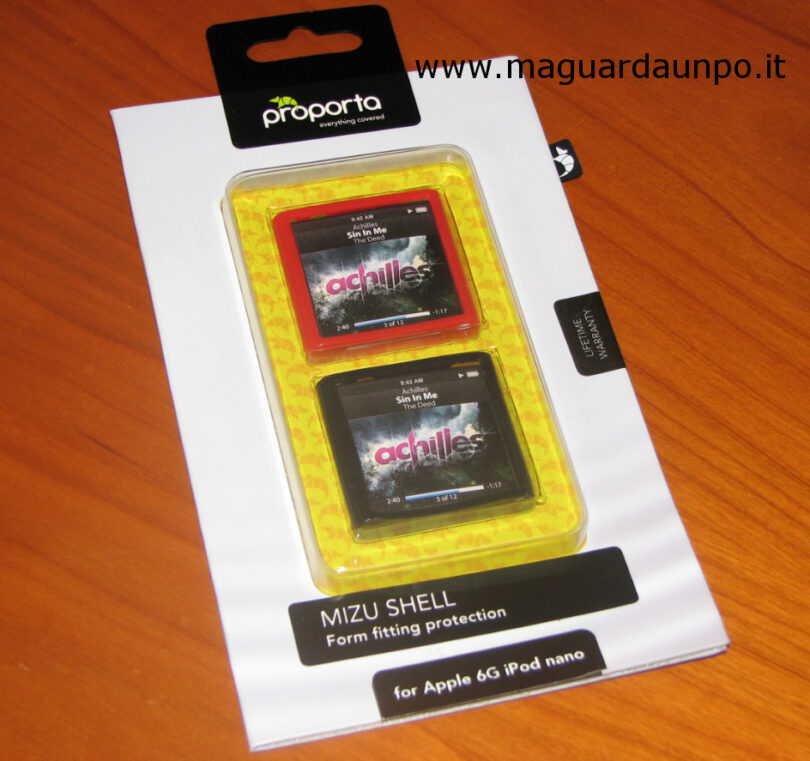 www.maguardaunpo.it
proporta
everything covered
9:42 AM
Achilles
Sin In Me
The Deed
achilles
2:40
-1:17
3 of 12
LIFETIME
WARRANTY
9:42 AM
Achilles
Sin In Me
The Deed
achilles
2:40
-1:17
3 of 12
MIZU SHELL
Form fitting protection
for Apple 6G iPod nano